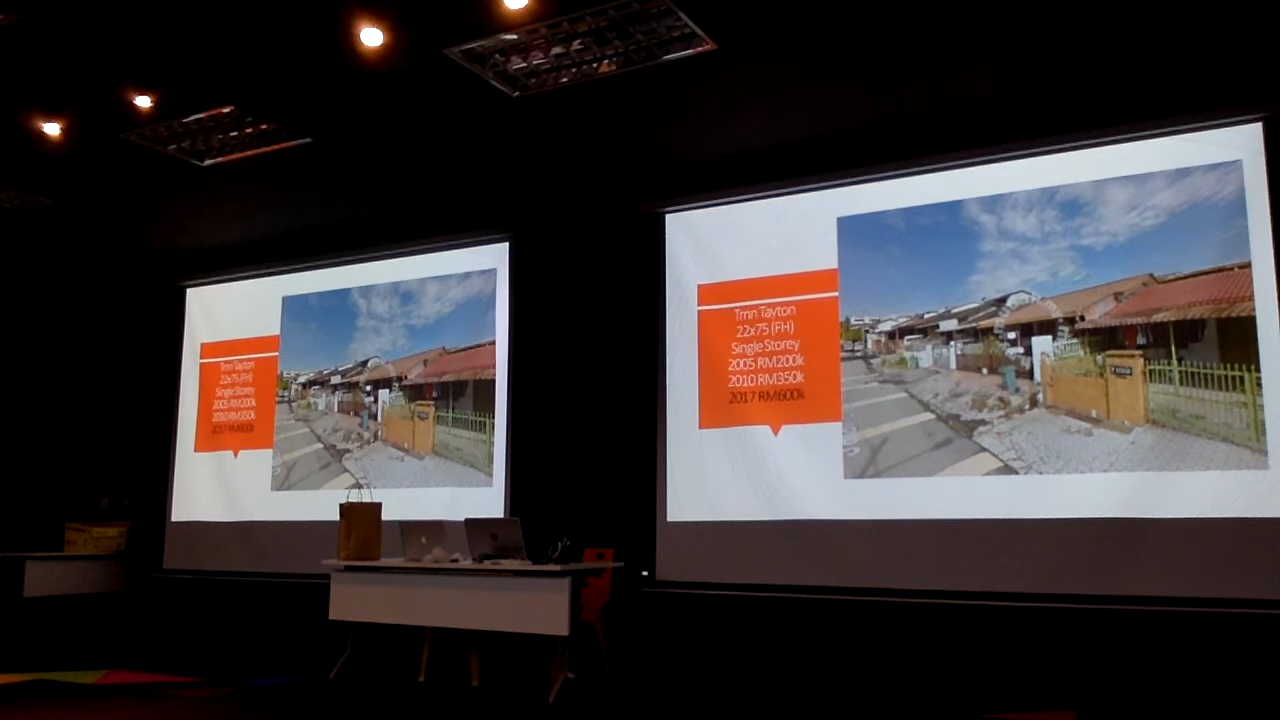 Tmn Tayton
22x75 (FH)
Single Storey
2005 RM200k
2010 RM350k
2017 RM600k
Tmn Tayton
22x75 (FH)
Single Storey
2005 RM200k
2010 RM350k
2017 RM600k